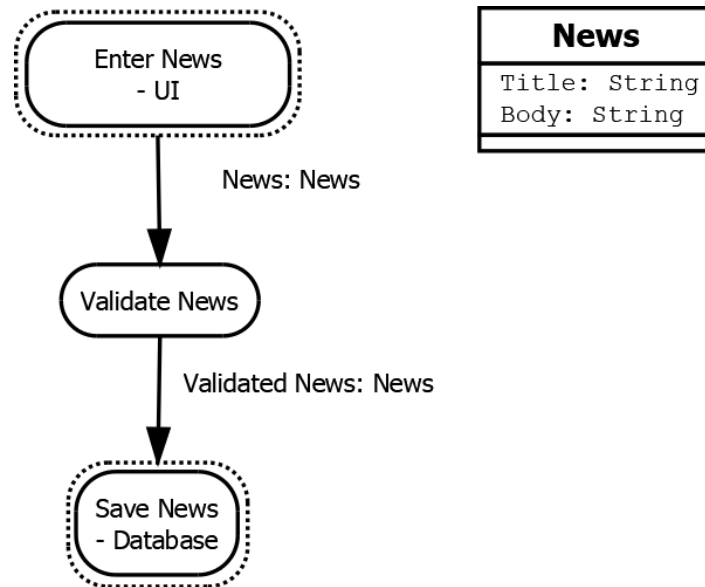 Enter News
- UI
News
Title: String
Body: String
News: News
Validate News
Validated News: News
Save News
- Database